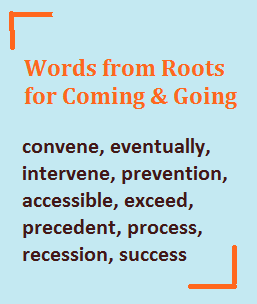 Words from Roots
for Coming & Going
convene, eventually,
intervene, prevention,
accessible, exceed,
precedent, process,
recession, success